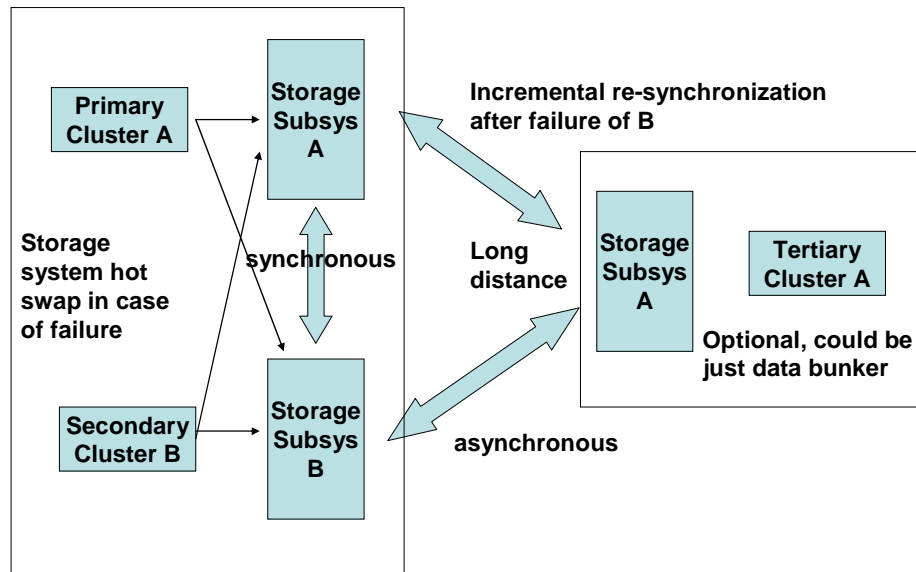 Primary
Cluster A
Storage
Subsys
A
Storage
system hot
swap in case
of failure
synchronous
Secondary
Cluster B
Storage
Subsys
B
Incremental re-synchronization
after failure of B
Long
distance
asynchronous
Storage
Subsys
A
Tertiary
Cluster A
Optional, could be
just data bunker